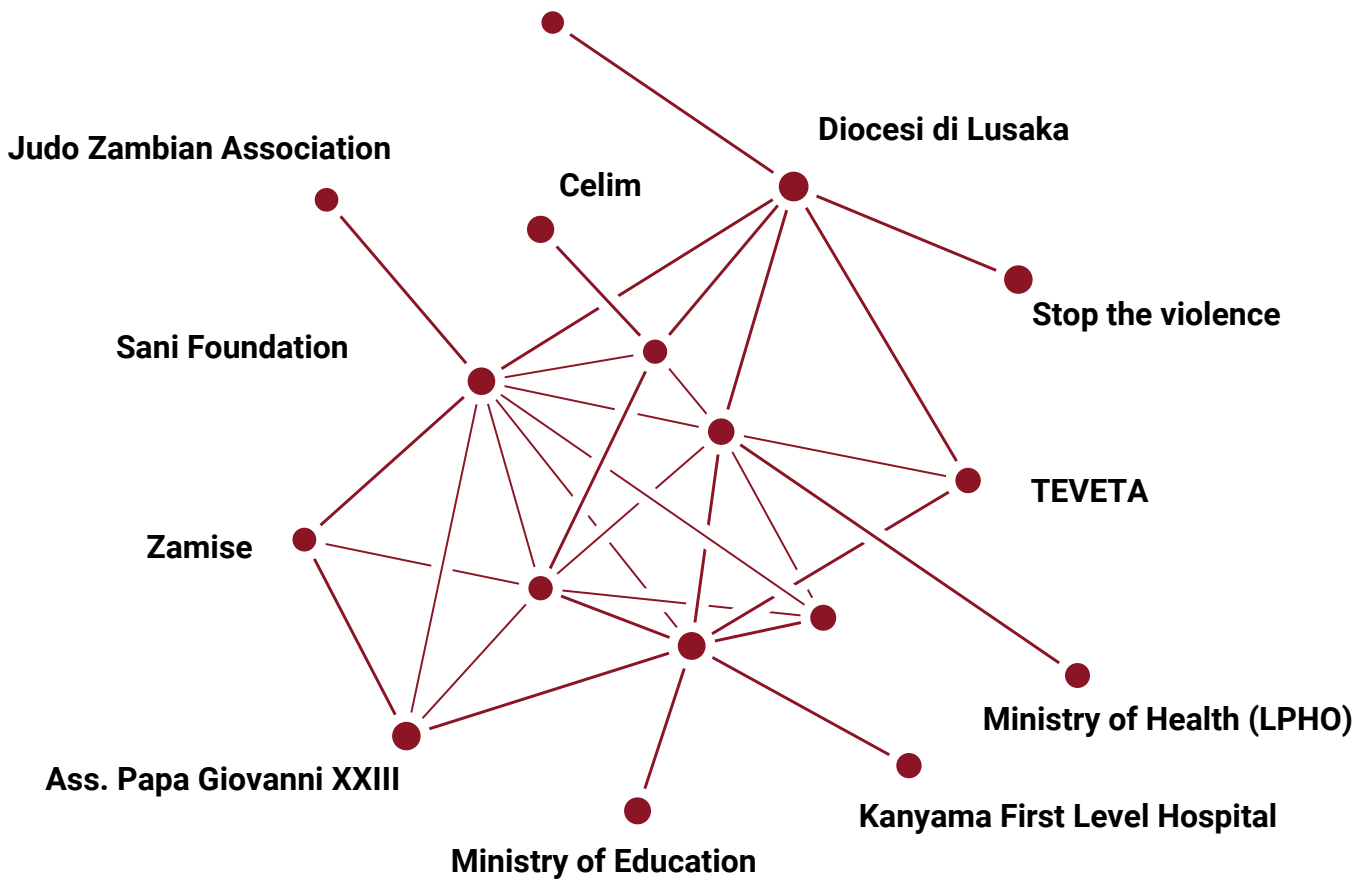 Diocesi di Lusaka
Judo Zambian Association
Celim
Stop the violence
Sani Foundation
TEVETA
Zamise
Ministry of Health (LPHO)
Ass. Papa Giovanni XXIII
Kanyama First Level Hospital
Ministry of Education